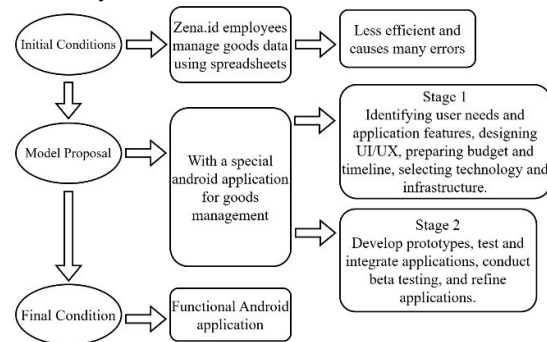 Initial Conditions
Zena.id employees
manage goods data
using spreadsheets
Less efficient and
causes many errors
Model Proposal
With a special
android application
for goods
management
Stage 1
Identifying user needs and
application features, designing
UI/UX, preparing budget and
timeline, selecting technology and
infrastructure.
Stage 2
Develop prototypes, test and
integrate applications, conduct
beta testing, and refine
applications.
Final Condition
Functional Android
application